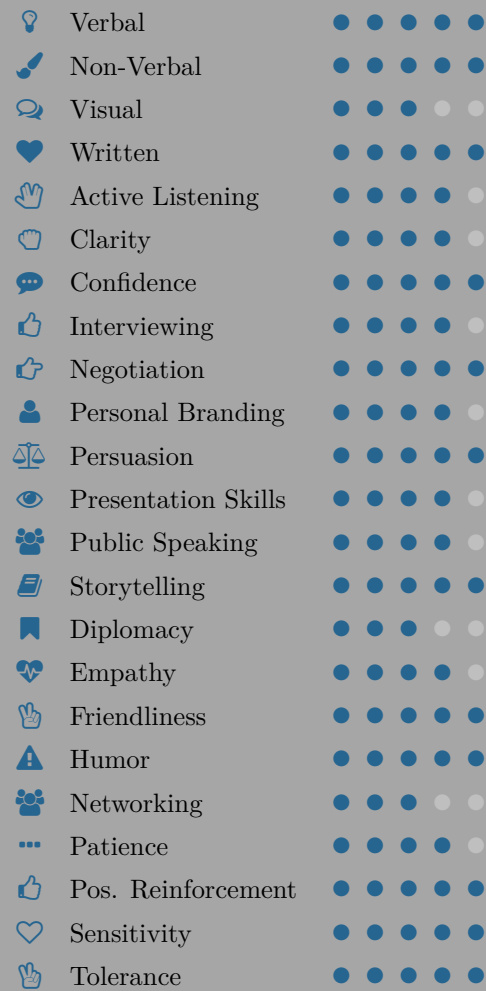 Verbal
Non-Verbal
Visual
Written
Active Listening
Clarity
Confidence
Interviewing
Negotiation
Personal Branding
Persuasion
Presentation Skills
Public Speaking
Storytelling
Diplomacy
Empathy
Friendliness
Humor
Networking
Patience
Pos. Reinforcement
Sensitivity
Tolerance